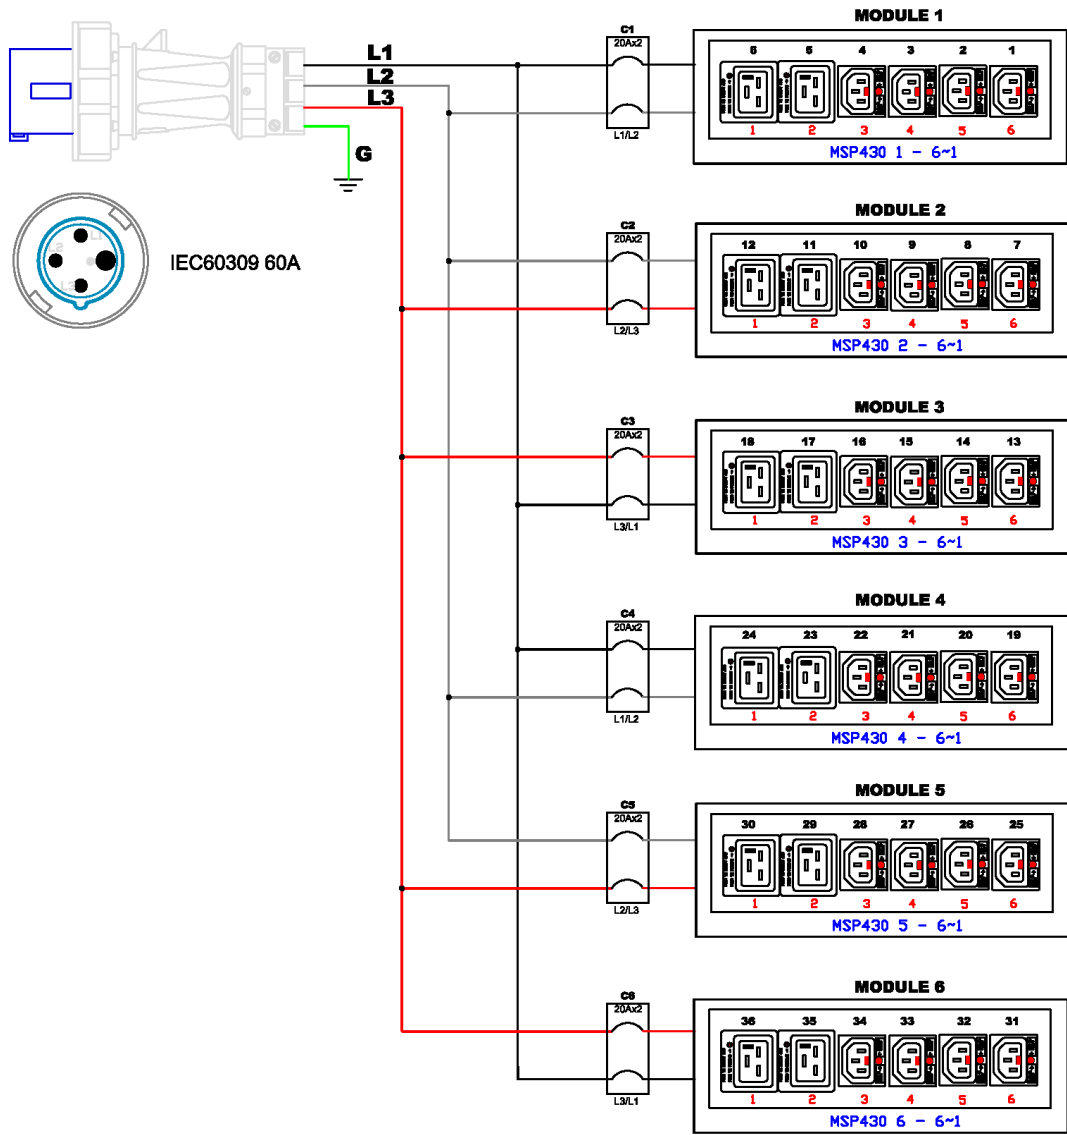 MODULE 1
C1
20Ax2
L1
L2
L3
G
L1/L2
6 5 4 3 2 1
1 2 3 4 5 6
MSP430 1 - 6~1
IEC60309 60A
L1
L3
MODULE 2
C2
20Ax2
L2/L3
12 11 10 9 8 7
1 2 3 4 5 6
MSP430 2 - 6~1
MODULE 3
C3
20Ax2
L3/L1
18 17 16 15 14 13
1 2 3 4 5 6
MSP430 3 - 6~1
MODULE 4
C4
20Ax2
L1/L2
24 23 22 21 20 19
1 2 3 4 5 6
MSP430 4 - 6~1
MODULE 5
C5
20Ax2
L2/L3
30 29 28 27 26 25
1 2 3 4 5 6
MSP430 5 - 6~1
MODULE 6
C6
20Ax2
L3/L1
36 35 34 33 32 31
1 2 3 4 5 6
MSP430 6 - 6~1